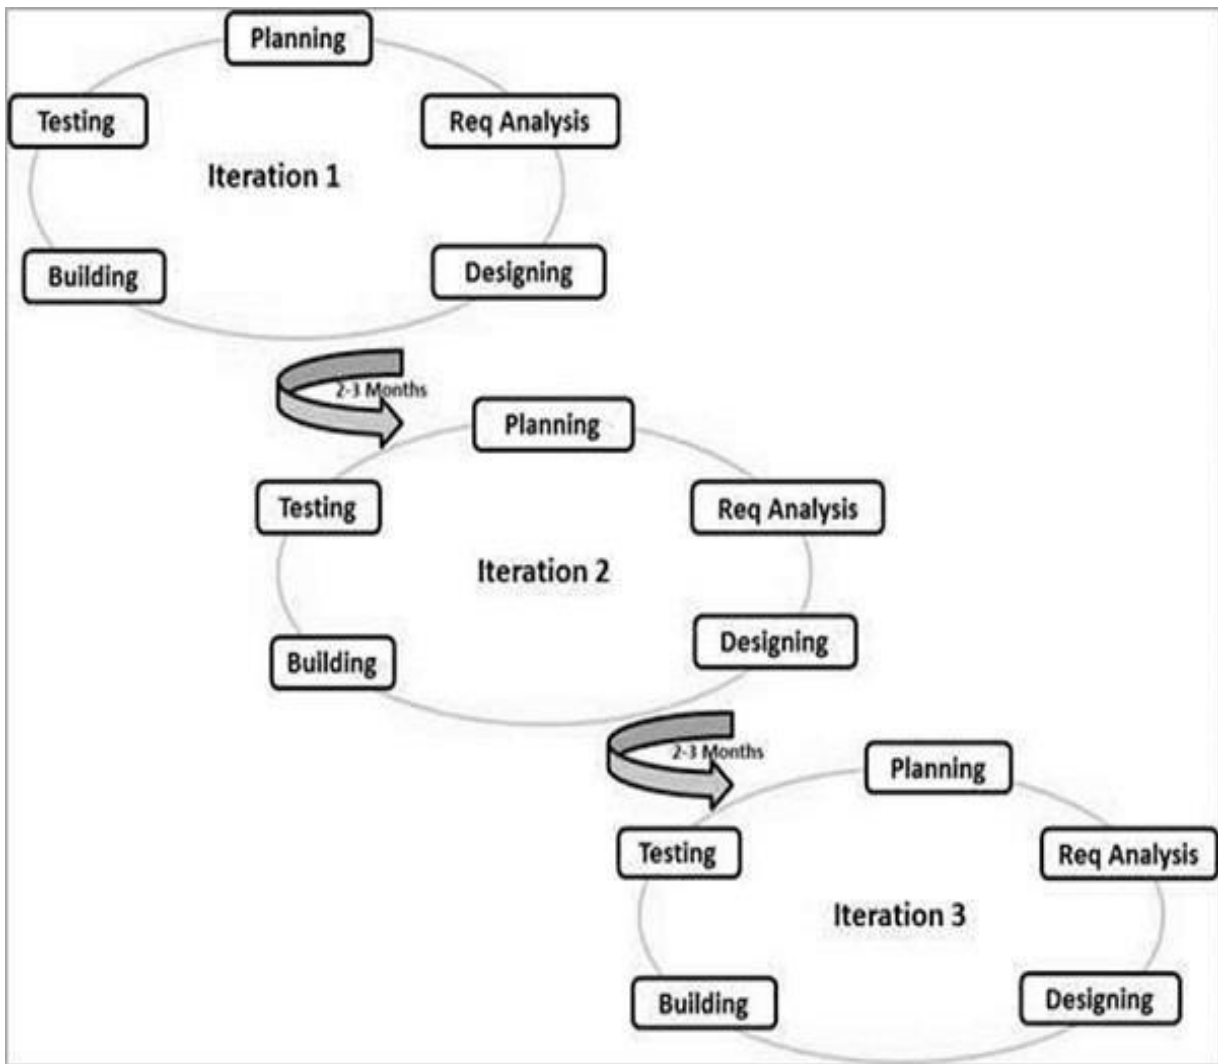 Planning
Testing
Req Analysis
Iteration 1
Building
Designing
2-3 Months
Planning
Testing
Req Analysis
Iteration 2
Building
Designing
2-3 Months
Planning
Testing
Req Analysis
Iteration 3
Building
Designing